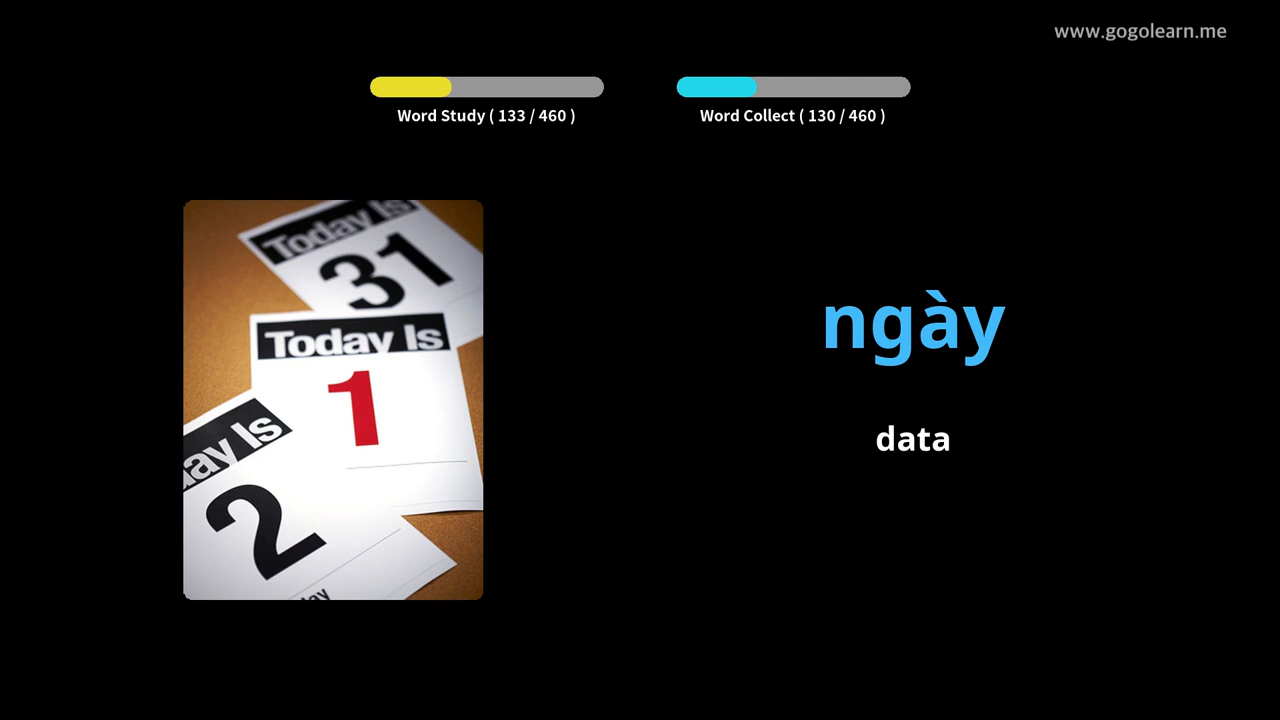 www.gogolearn.me
Word Study ( 133 / 460 )
Word Collect ( 130 / 460 )
Today Is
31
Today Is
1
ay Is
2
ay
ngày
data